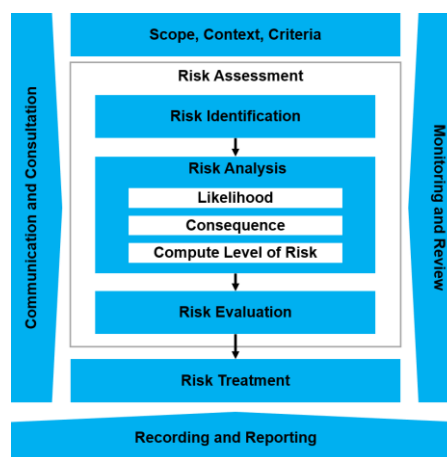 Scope, Context, Criteria
Communication and Consultation
Monitoring and Review
Risk Assessment
Risk Identification
Risk Analysis
Likelihood
Consequence
Compute Level of Risk
Risk Evaluation
Risk Treatment
Recording and Reporting